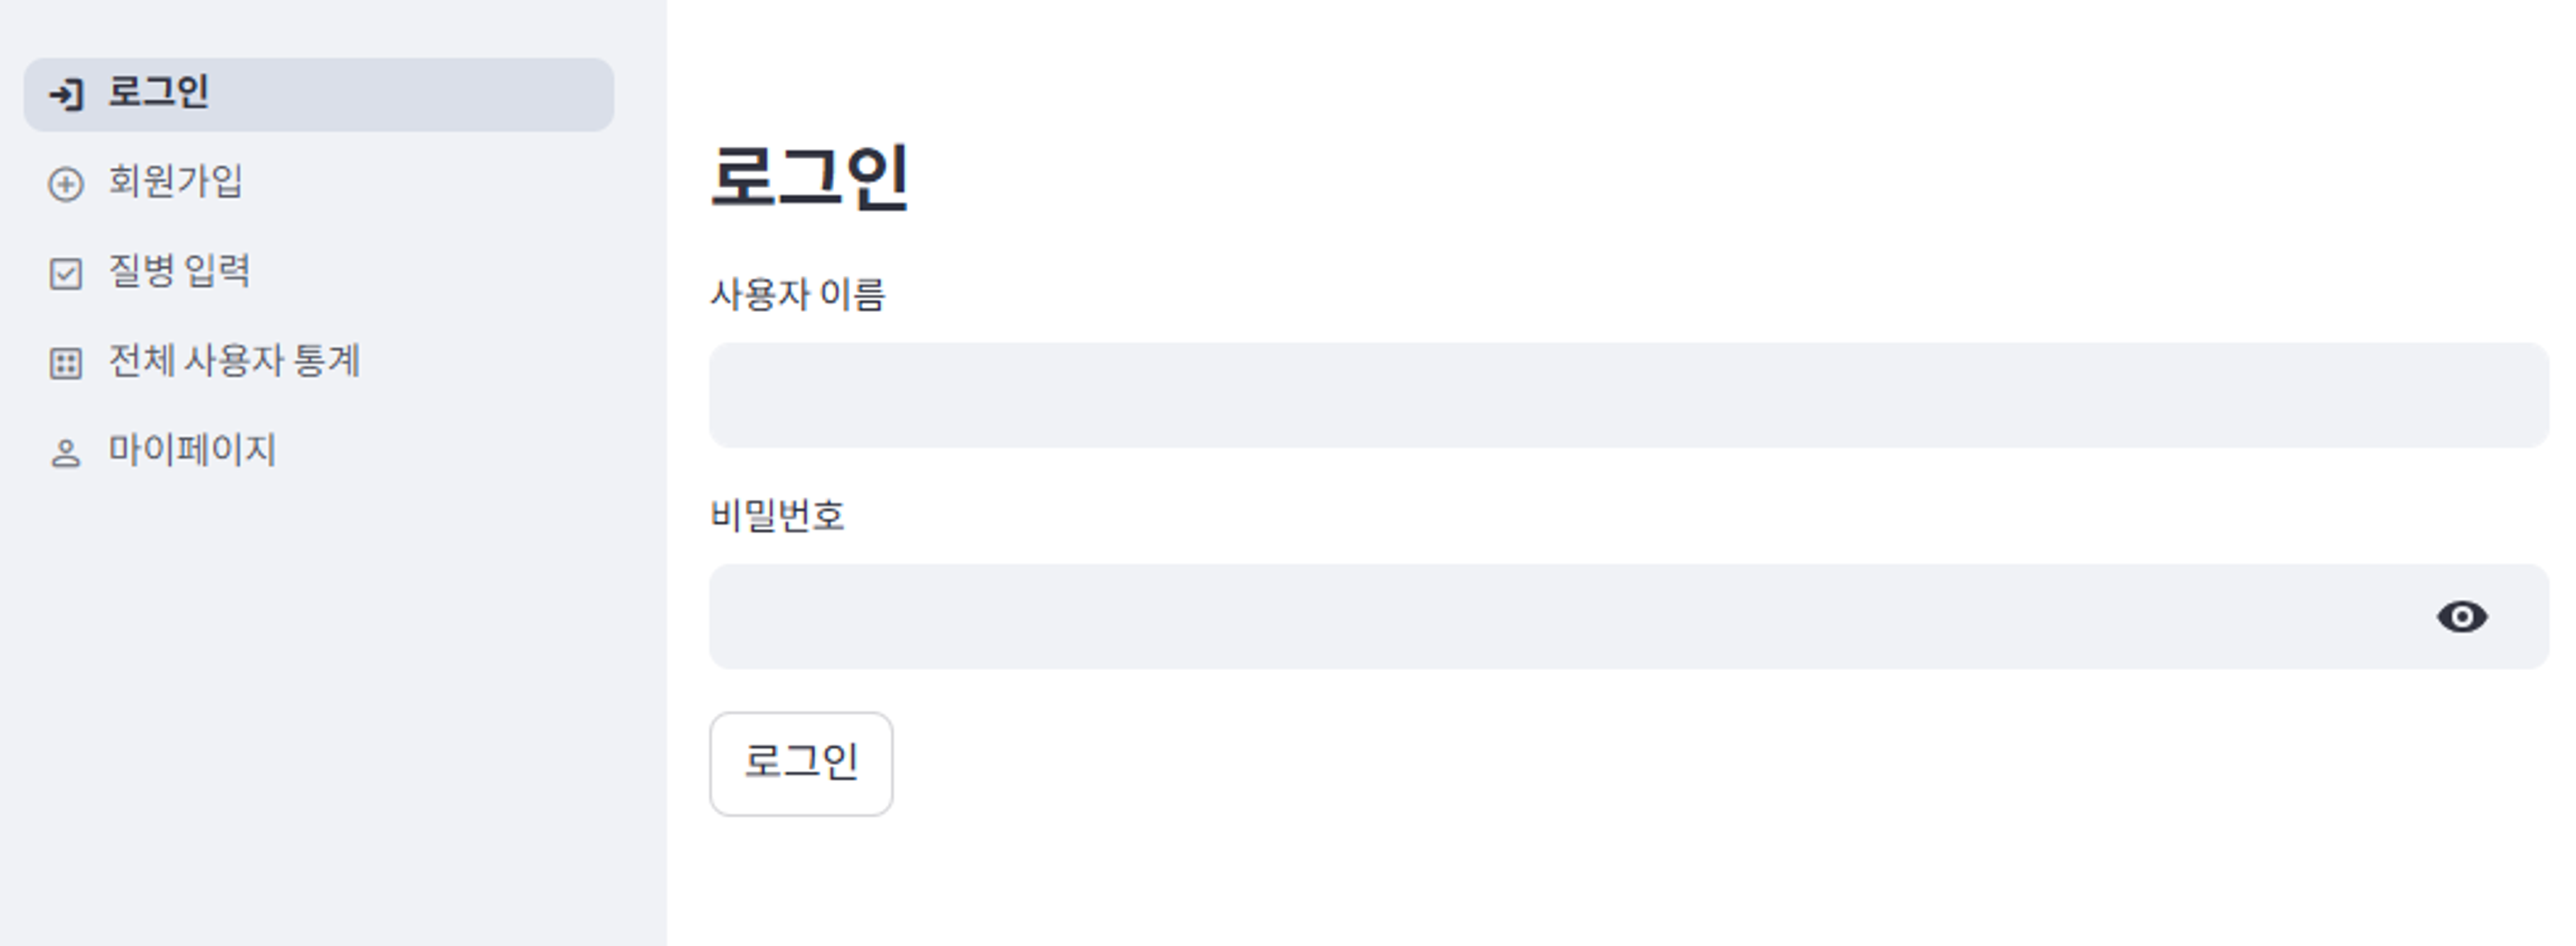 로그인
회원가입
질병 입력
전체 사용자 통계
마이페이지
로그인
사용자 이름
비밀번호
로그인